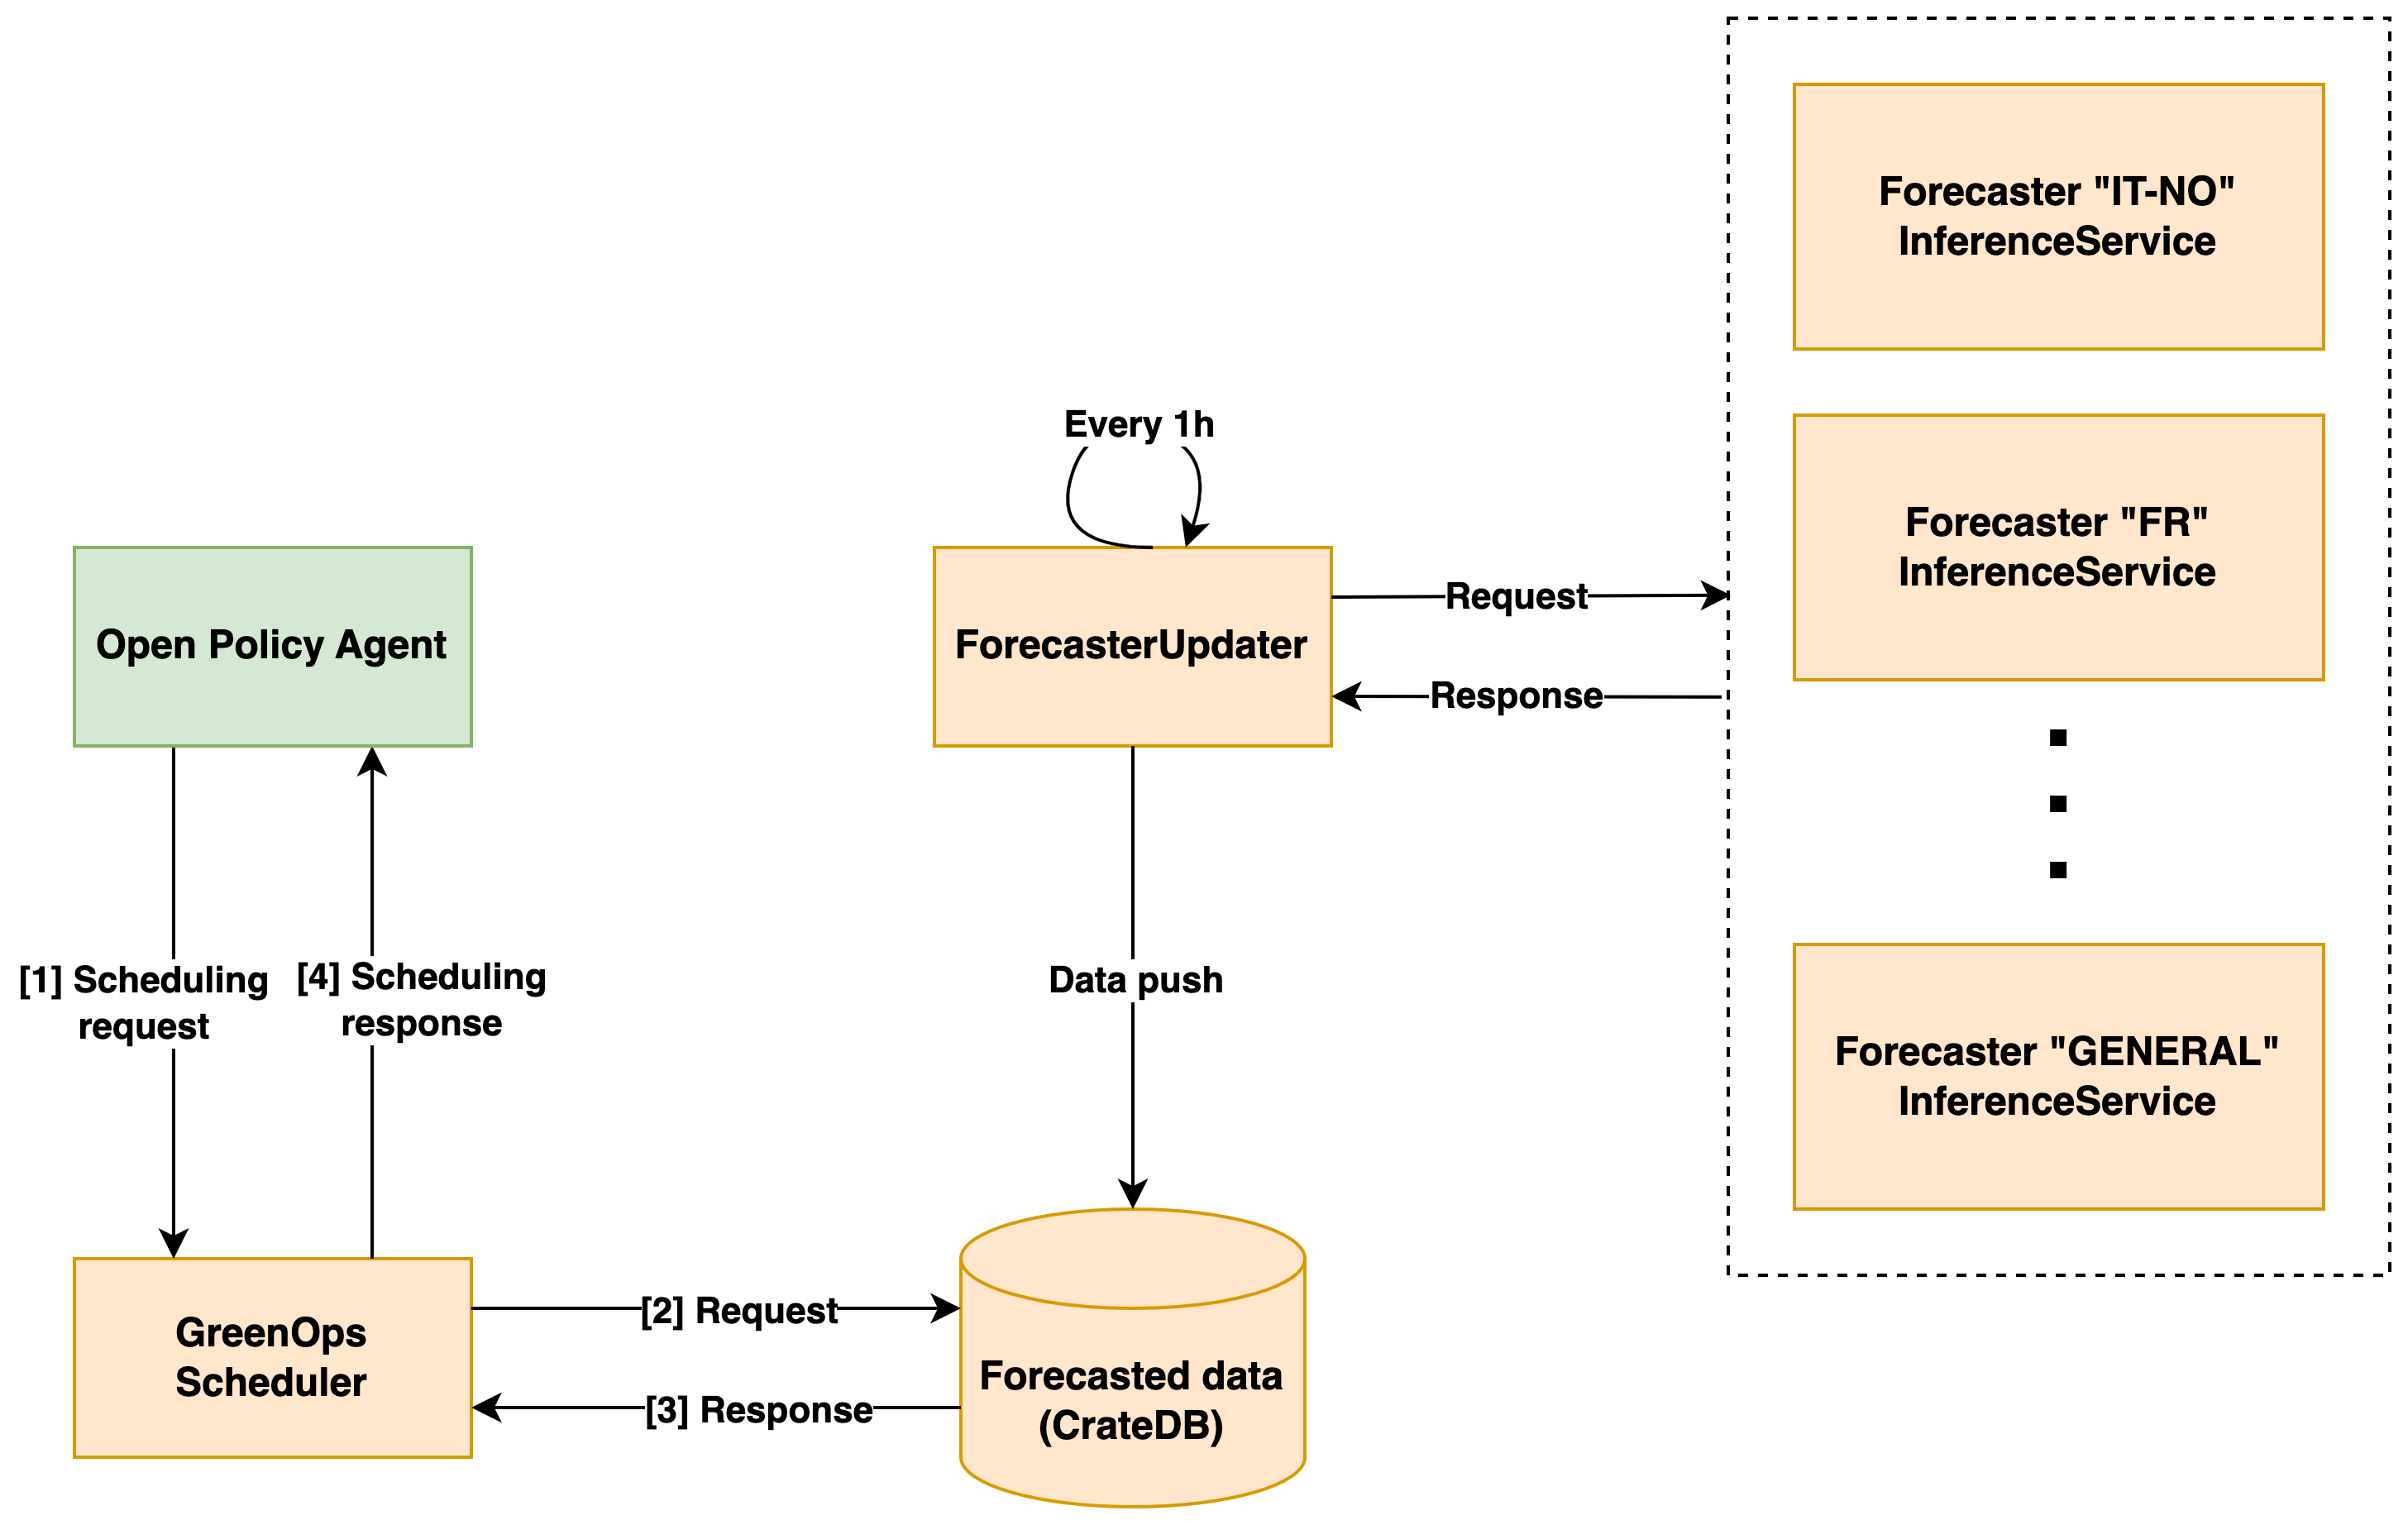 Forecaster "IT-NO"
InferenceService
Every 1h
Forecaster "FR"
InferenceService
Open Policy Agent
ForecasterUpdater
Request
Response
[1] Scheduling
request
[4] Scheduling
response
Data push
Forecaster "GENERAL"
InferenceService
GreenOps
Scheduler
[2] Request
[3] Response
Forecasted data
(CrateDB)